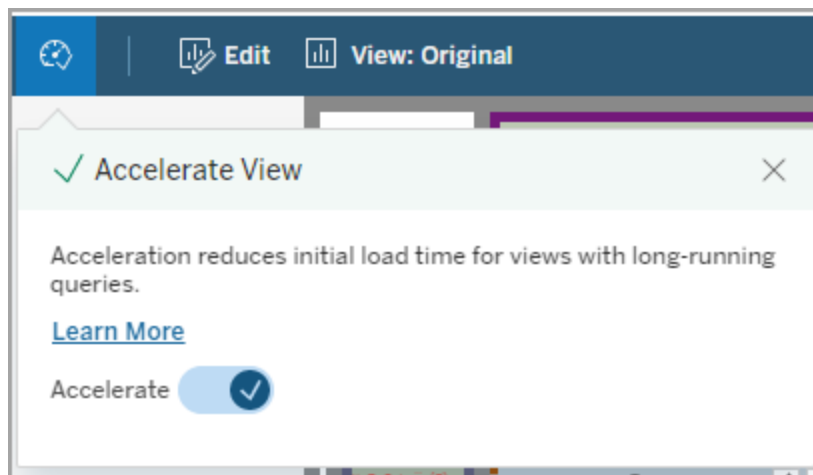 Edit View: Original
Accelerate View
Acceleration reduces initial load time for views with long-running
queries.
Learn More
Accelerate